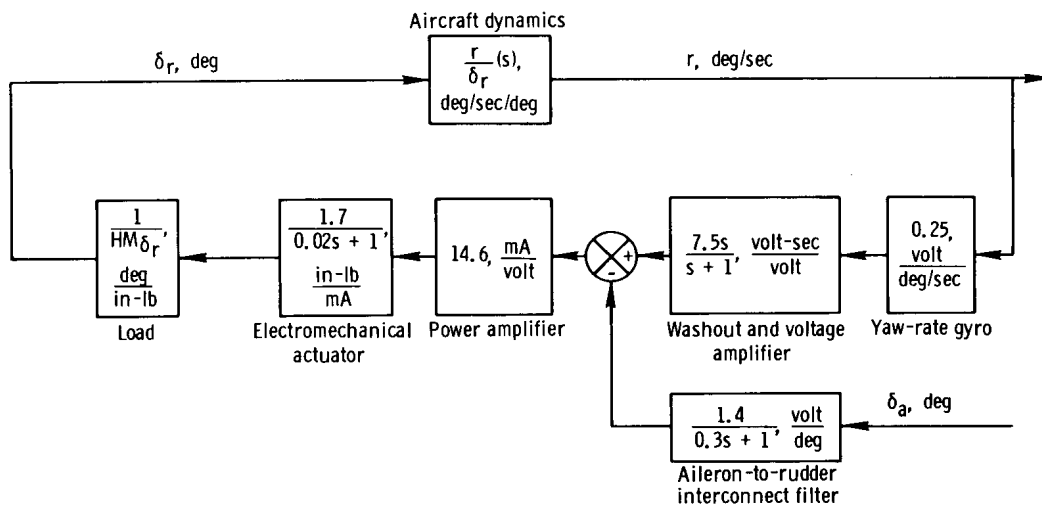 Aircraft dynamics
δr, deg
r
δr
(s),
deg/sec/deg
r, deg/sec
1
HMδr
,
deg
in-lb
Load
1.7
0.02s + 1
,
in-lb
mA
Electromechanical
actuator
14.6, mA
volt
Power amplifier
+
-
7.5s
s + 1
, volt-sec
volt
Washout and voltage
amplifier
0.25,
volt
deg/sec
Yaw-rate gyro
δa, deg
1.4
0.3s + 1
, volt
deg
Aileron-to-rudder
interconnect filter